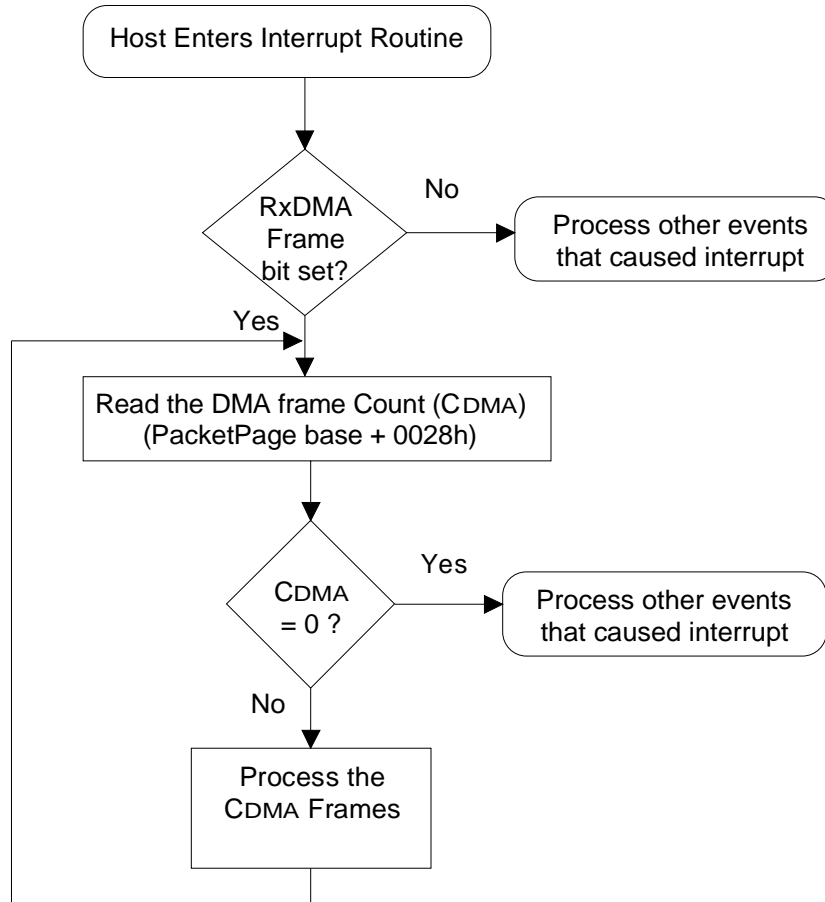 Host Enters Interrupt Routine
RxDMA
Frame
bit set?
No
Process other events
that caused interrupt
Yes
Read the DMA frame Count (CDMA)
(PacketPage base + 0028h)
CDMA
= 0 ?
Yes
Process other events
that caused interrupt
No
Process the
CDMA Frames